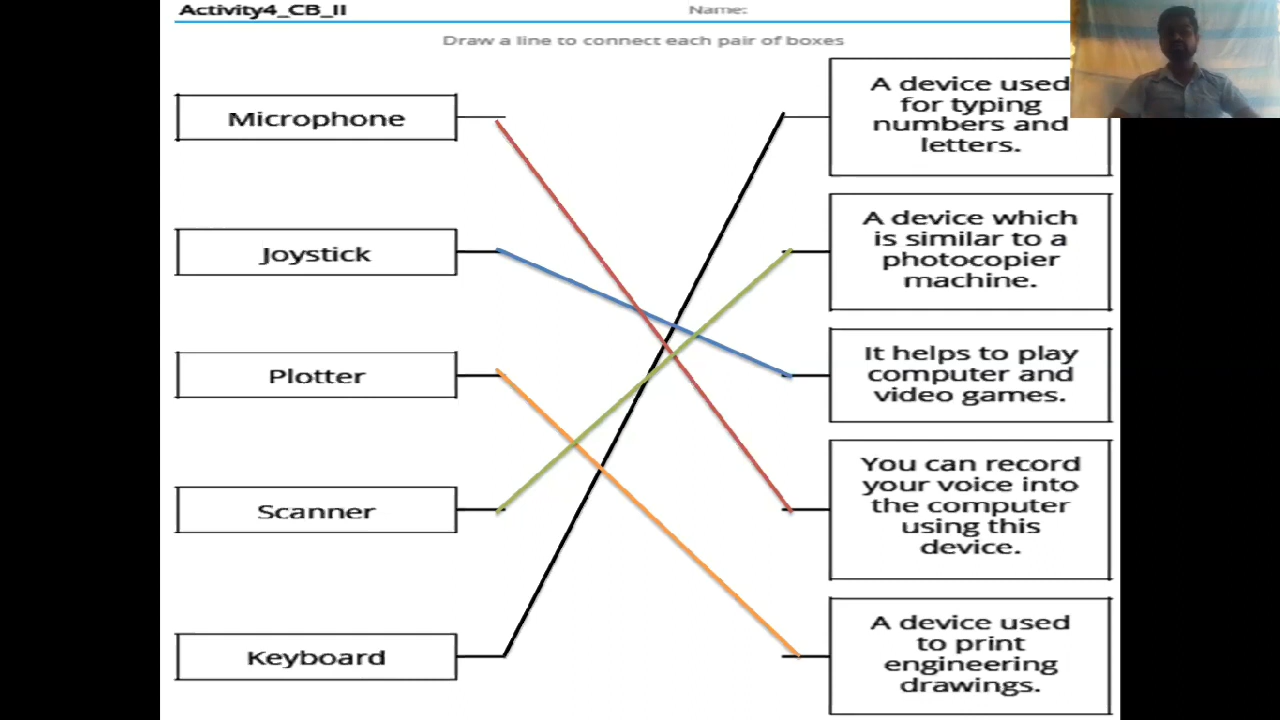 Activity4_CB_II
Name:
Draw a line to connect each pair of boxes
Microphone
A device used
for typing
numbers and
letters.
Joystick
A device which
is similar to a
photocopier
machine.
Plotter
It helps to play
computer and
video games.
Scanner
You can record
your voice into
the computer
using this
device.
Keyboard
A device used
to print
engineering
drawings.